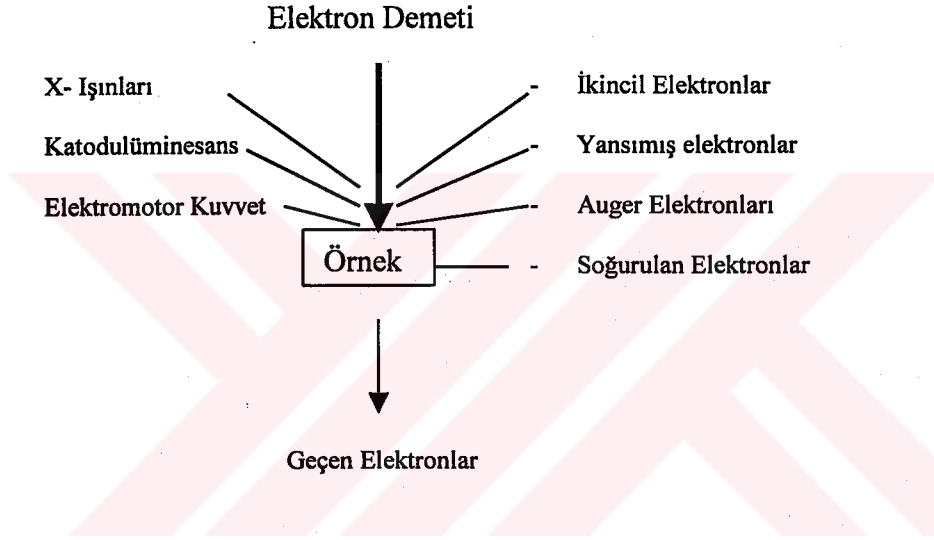 Elektron Demeti
X- Işınları
- İkincil Elektronlar
Katodulüminesans
- Yansımış elektronlar
Elektromotor Kuvvet
- Auger Elektronları
Örnek
- Soğurulan Elektronlar
Geçen Elektronlar